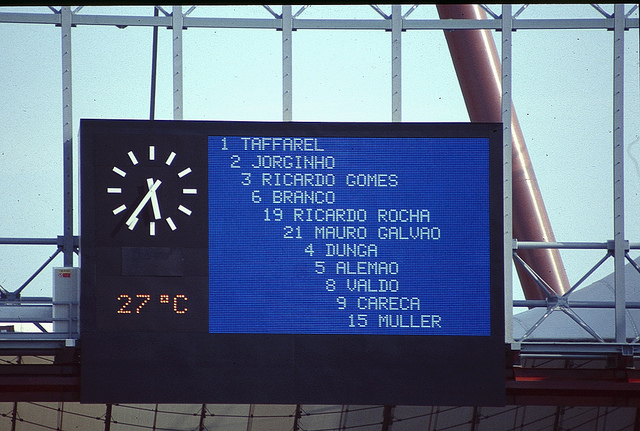 1 TAFFAREL
2 JORGINHO
3 RICARDO GOMES
6 BRANCO
19 RICARDO ROCHA
21 MAURO GALVAO
4 DUNGA
5 ALEMAO
8 VALDO
9 CARECA
15 MULLER
27°C